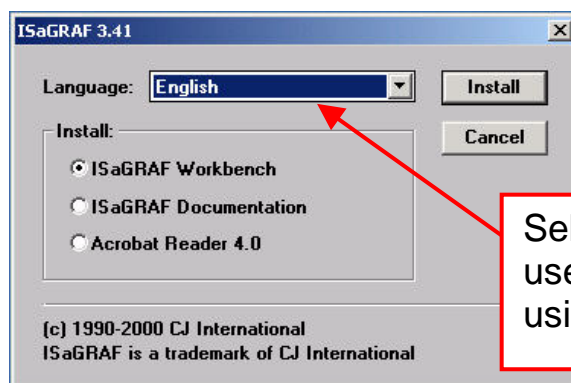 ISaGRAF 3.41
Language: English
Install
Install:
Cancel
ISaGRAF Workbench
ISaGRAF Documentation
Acrobat Reader 4.0
(c) 1990-2000 CJ International
ISaGRAF is a trademark of CJ International